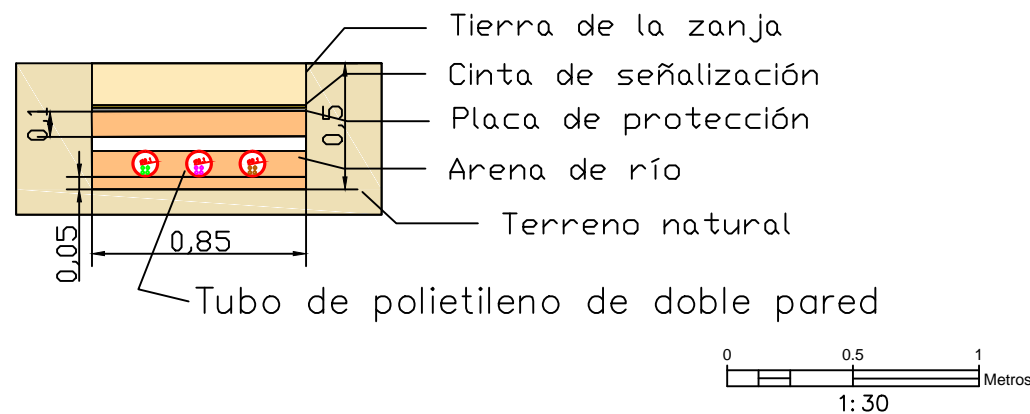 Tierra de la zanja
Cinta de señalización
Placa de protección
Arena de río
Terreno natural
Tubo de polietileno de doble pared
0,1
0,5
0,05
0,85
0 0.5 1
Metros
1:30